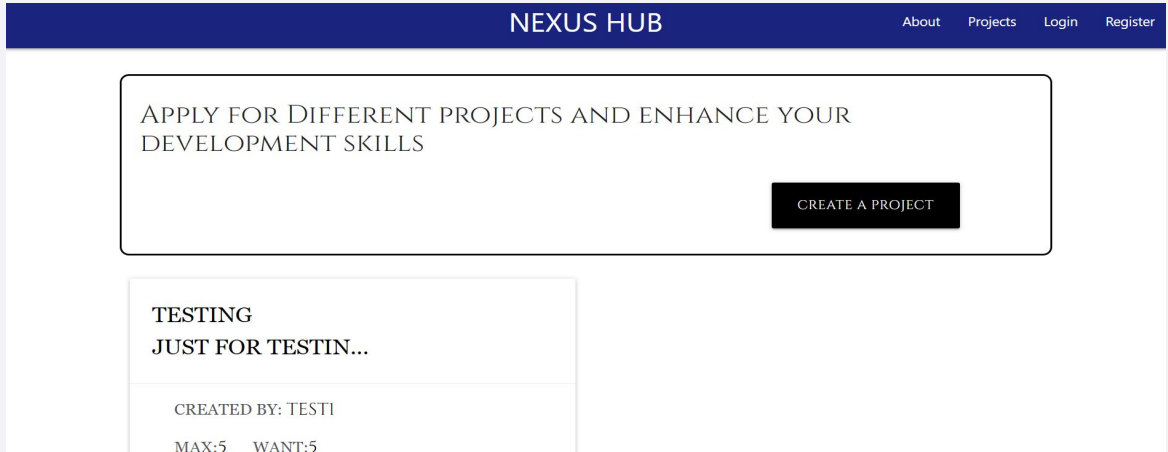 NEXUS HUB
About Projects Login Register
Apply for Different projects and enhance your
development skills
CREATE A PROJECT
TESTING
JUST FOR TESTIN...
CREATED BY: TEST1
MAX:5 WANT:5